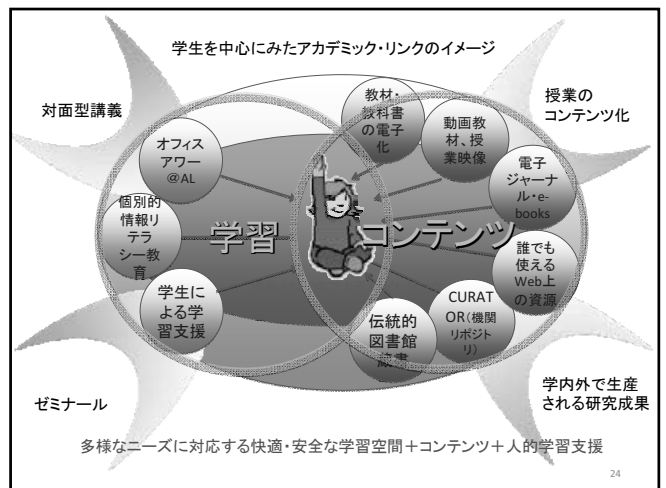 学生を中心にみたアカデミック・リンクのイメージ
対面型講義
授業の
コンテンツ化
教材・
教科書
の電子
化
動画教
材、授
業映像
オフィス
アワー
@AL
電子
ジャーナ
ル・e-
books
個別的
情報リ
テラ
シー教
育
学習
コンテンツ
誰でも
使える
Web上
の資源
学生に
よる学
習支援
伝統的
図書館
蔵書
CURAT
OR(機関
リポジト
リ)
ゼミナール
学内外で生産
される研究成果
多様なニーズに対応する快適・安全な学習空間＋コンテンツ＋人的学習支援
24